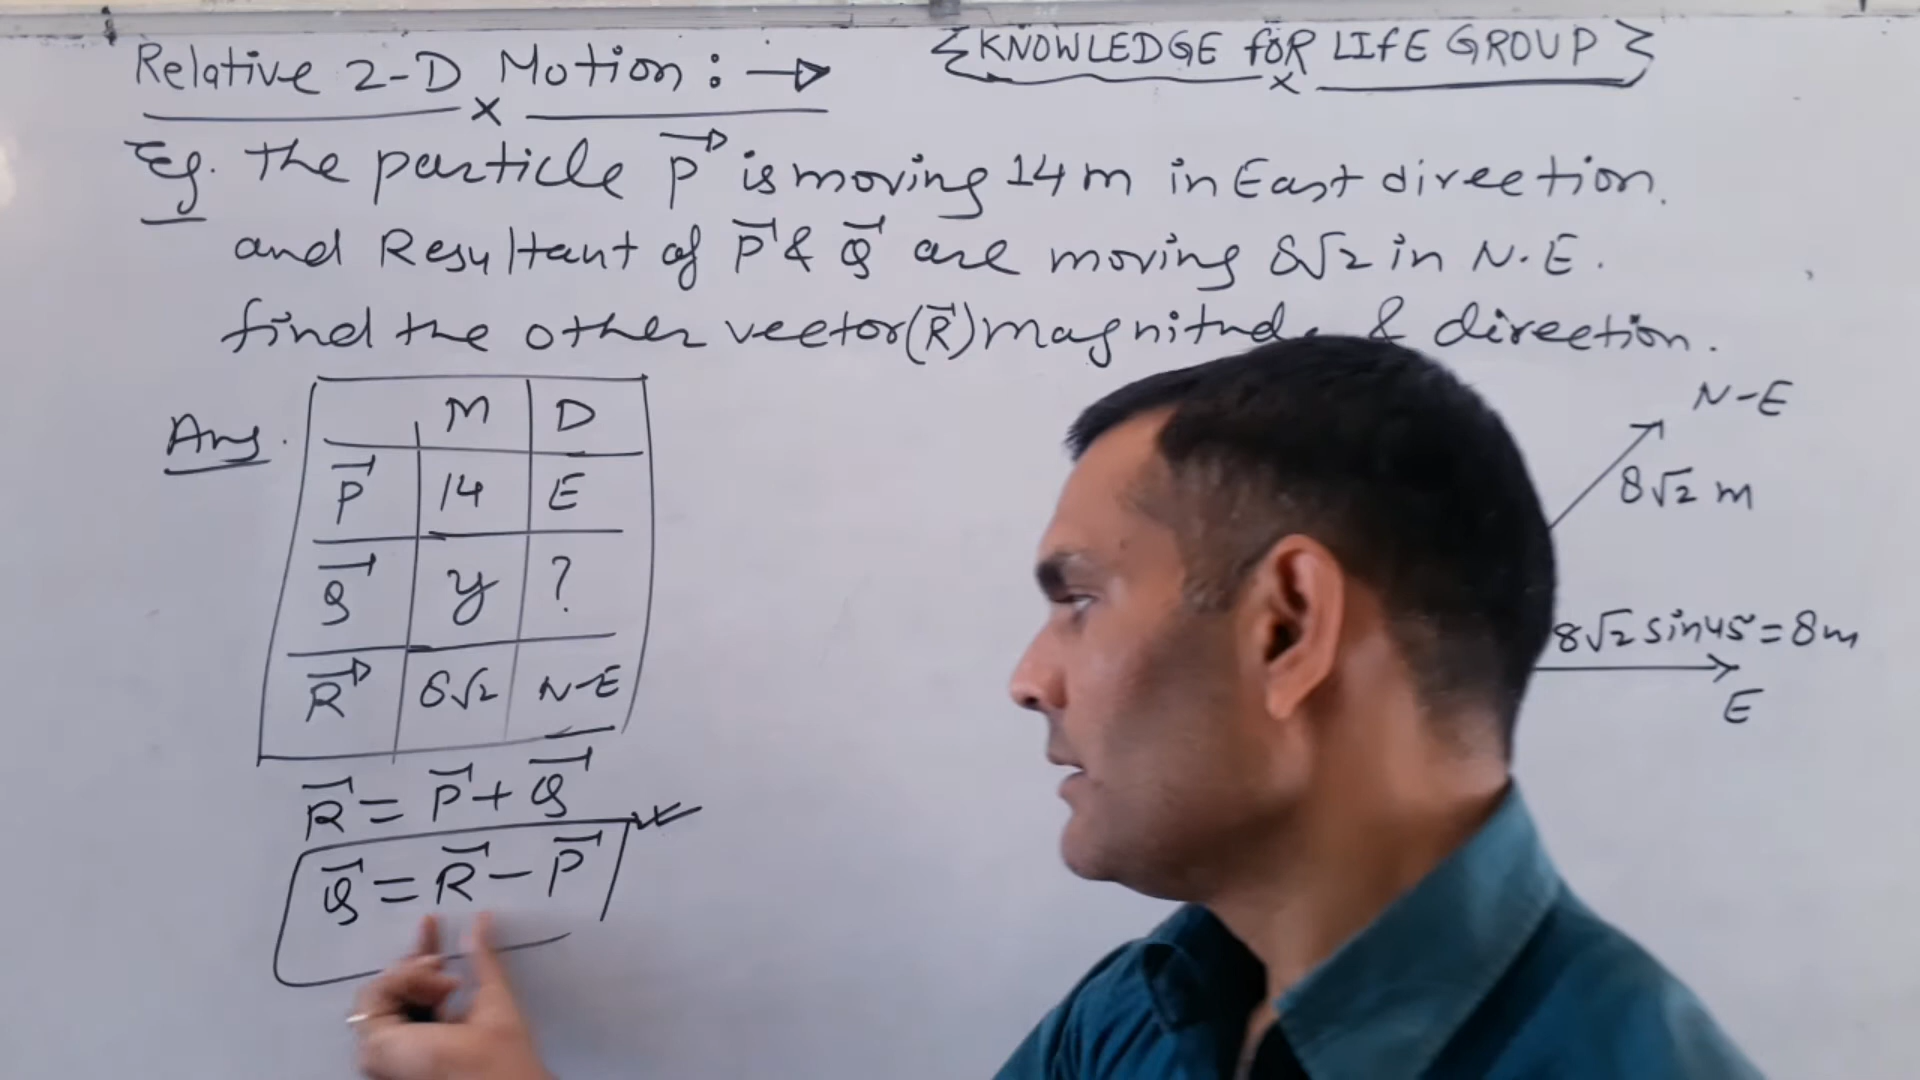 Relative 2-D Motion : →
{KNOWLEDGE FOR LIFE GROUP}
Eg. The particle P⃗ is moving 14 m in East direction.
and Resultant of P⃗ & Q⃗ are moving 8√2 in N.E.
find the other vector (R⃗) magnitude & direction.
Ans.
M D
P⃗ 14 E
Q⃗ y ?
R⃗ 8√2 N-E
R⃗ = P⃗ + Q⃗
Q⃗ = R⃗ - P⃗
N-E
8√2 m
8√2 sin45° = 8m
E